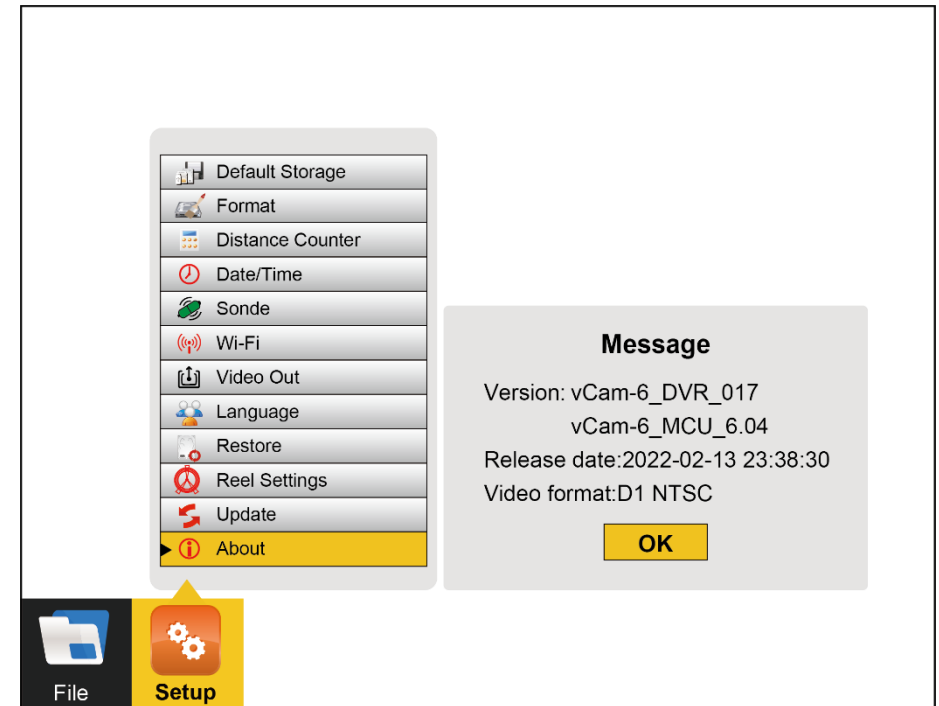 Default Storage
Format
Distance Counter
Date/Time
Sonde
Wi-Fi
Video Out
Language
Restore
Reel Settings
Update
About
Message
Version: vCam-6_DVR_017
vCam-6_MCU_6.04
Release date:2022-02-13 23:38:30
Video format:D1 NTSC
OK
File
Setup